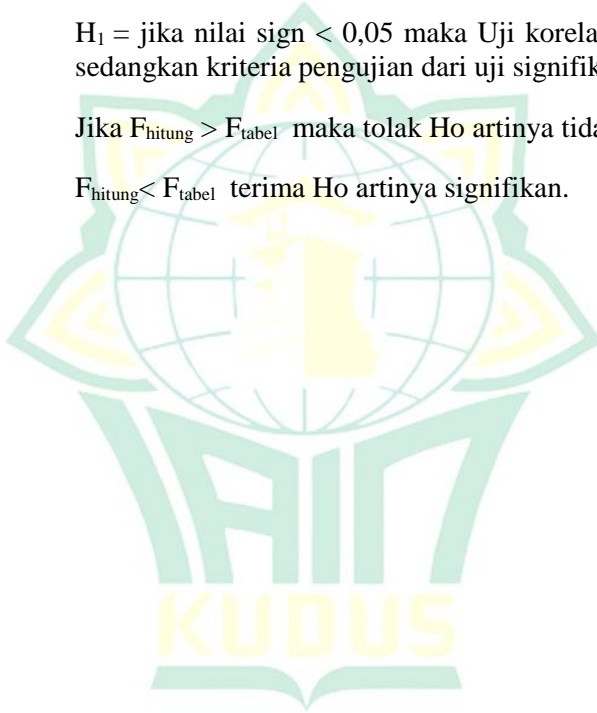 H₁ = jika nilai sign < 0,05 maka Uji korela
sedangkan kriteria pengujian dari uji signifik
Jika Fhitung > Ftabel maka tolak Ho artinya tida
Fhitung< Ftabel terima Ho artinya signifikan.
IAIN
KUDUS